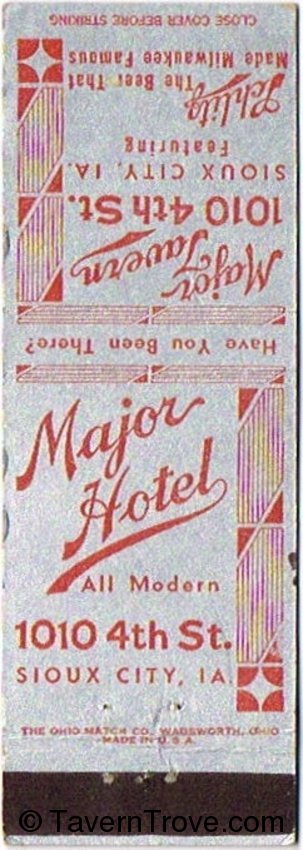 CLOSE COVER BEFORE STRIKING
Major
Tavern
1010 4th St.
SIOUX CITY, IA.
Featuring
Schlitz
The Beer That
Made Milwaukee Famous
Have You Been There?
Major
Hotel
All Modern
1010 4th St.
SIOUX CITY, IA.
THE OHIO MATCH CO. WADSWORTH, OHIO
MADE IN U.S.A.
© TavernTrove.com